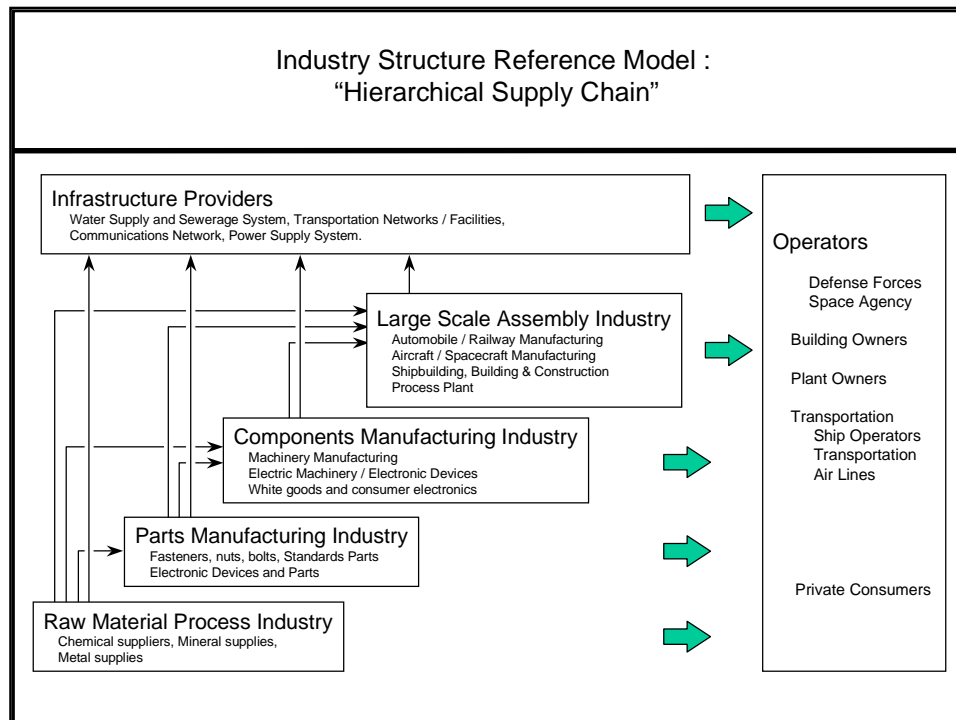 Industry Structure Reference Model :
“Hierarchical Supply Chain”
Infrastructure Providers
Water Supply and Sewerage System, Transportation Networks / Facilities,
Communications Network, Power Supply System.
Large Scale Assembly Industry
Automobile / Railway Manufacturing
Aircraft / Spacecraft Manufacturing
Shipbuilding, Building & Construction
Process Plant
Components Manufacturing Industry
Machinery Manufacturing
Electric Machinery / Electronic Devices
White goods and consumer electronics
Parts Manufacturing Industry
Fasteners, nuts, bolts, Standards Parts
Electronic Devices and Parts
Raw Material Process Industry
Chemical suppliers, Mineral supplies,
Metal supplies
Operators
Defense Forces
Space Agency
Building Owners
Plant Owners
Transportation
Ship Operators
Transportation
Air Lines
Private Consumers